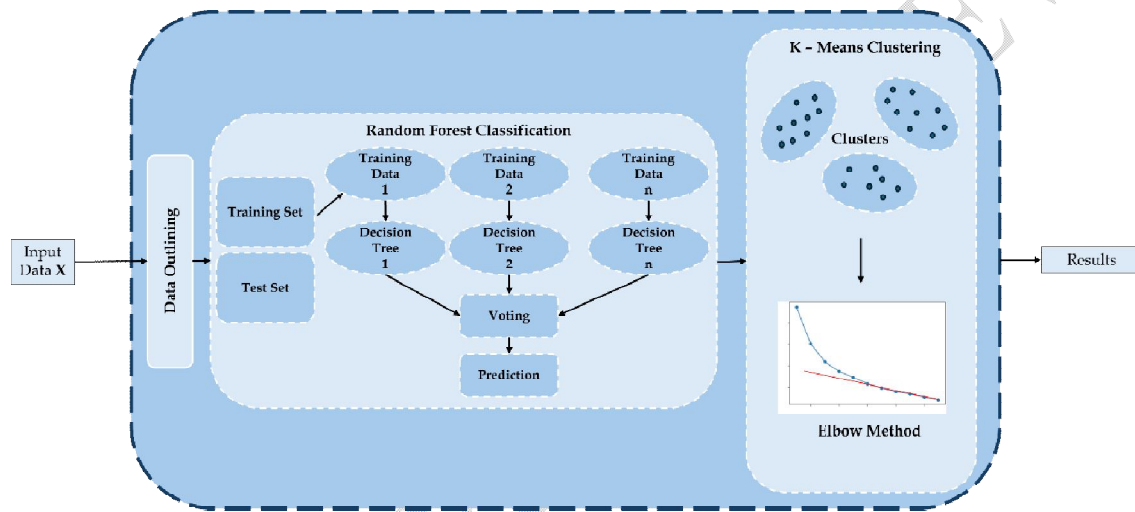 K – Means Clustering
Clusters
Elbow Method
Random Forest Classification
Training
Data
1
Training
Data
2
Training
Data
n
Training Set
Test Set
Decision
Tree
1
Decision
Tree
2
Decision
Tree
n
Voting
Prediction
Data Outlining
Input
Data X
Results